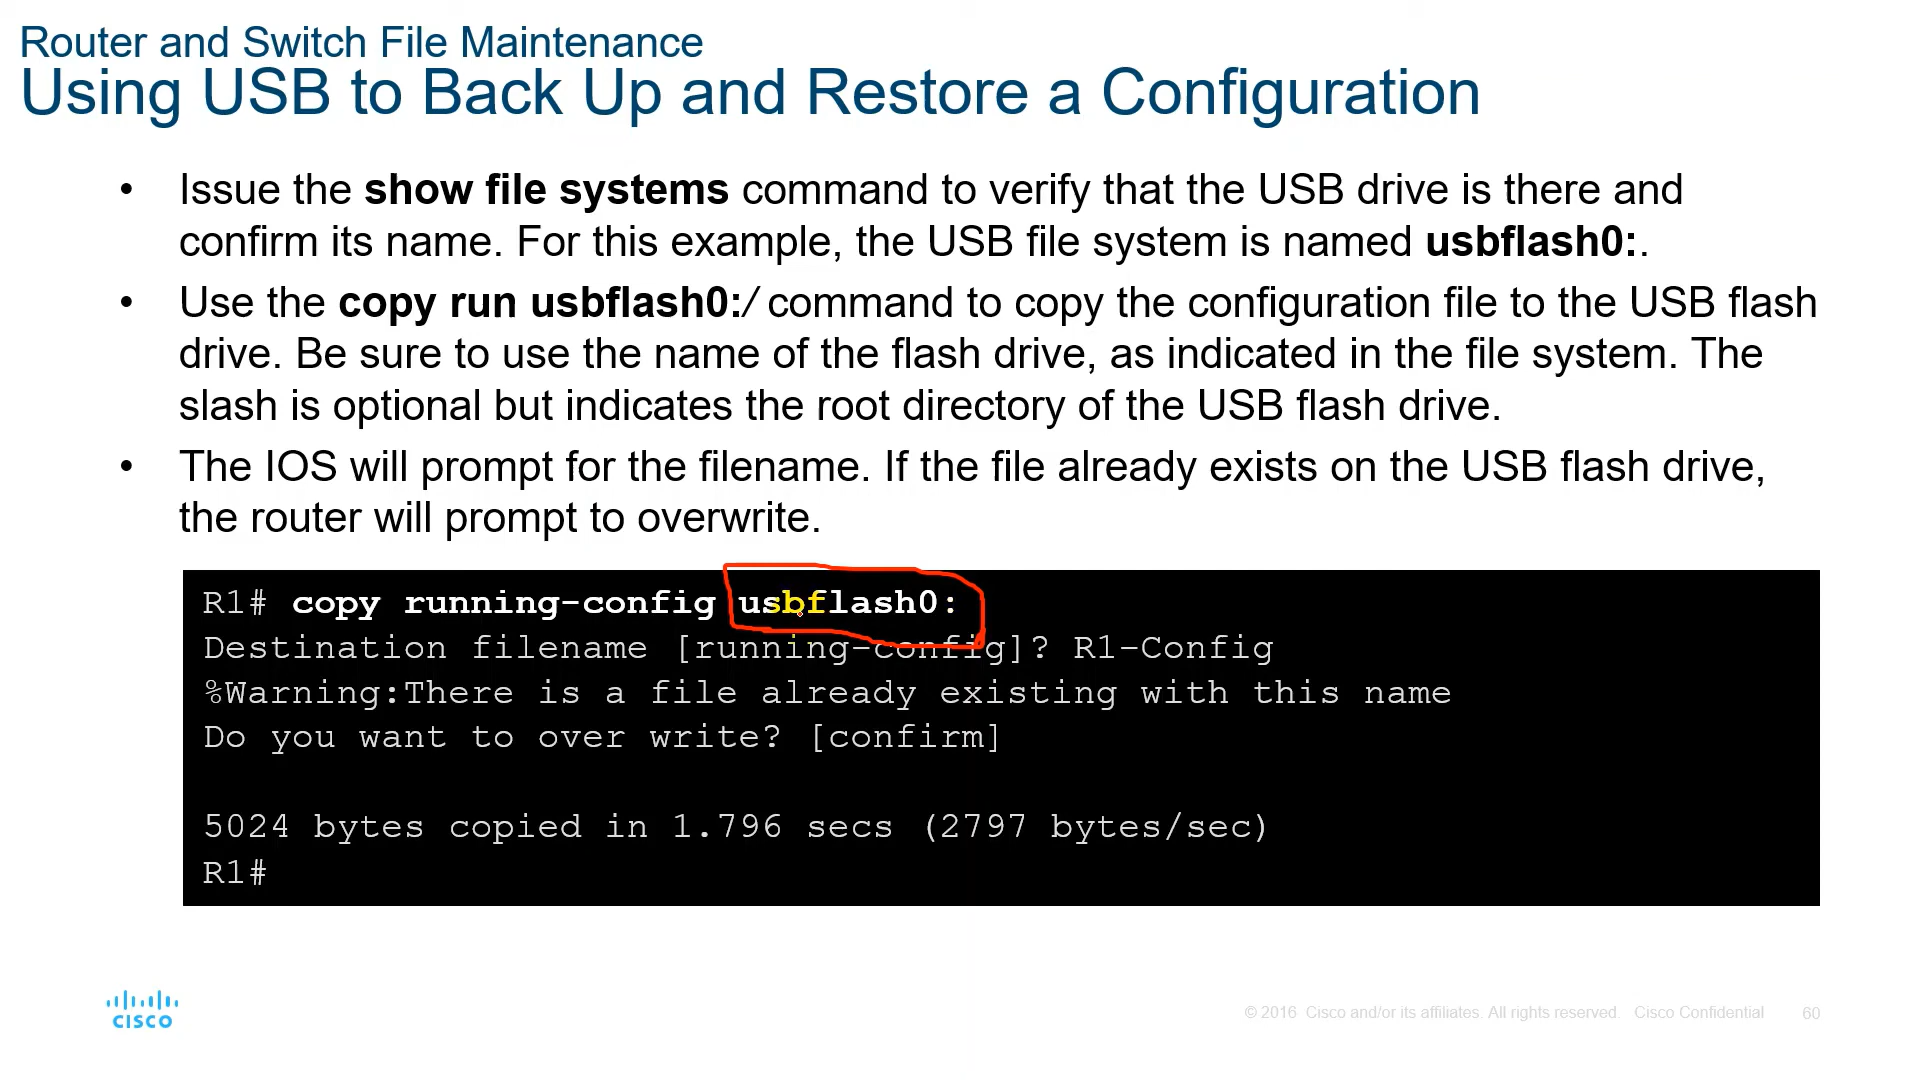 Router and Switch File Maintenance
Using USB to Back Up and Restore a Configuration
• Issue the show file systems command to verify that the USB drive is there and
confirm its name. For this example, the USB file system is named usbflash0:.
• Use the copy run usbflash0:/ command to copy the configuration file to the USB flash
drive. Be sure to use the name of the flash drive, as indicated in the file system. The
slash is optional but indicates the root directory of the USB flash drive.
• The IOS will prompt for the filename. If the file already exists on the USB flash drive,
the router will prompt to overwrite.
R1# copy running-config usbflash0:
Destination filename [running-config]? R1-Config
%Warning:There is a file already existing with this name
Do you want to over write? [confirm]
5024 bytes copied in 1.796 secs (2797 bytes/sec)
R1#
CISCO
© 2016 Cisco and/or its affiliates. All rights reserved. Cisco Confidential 60